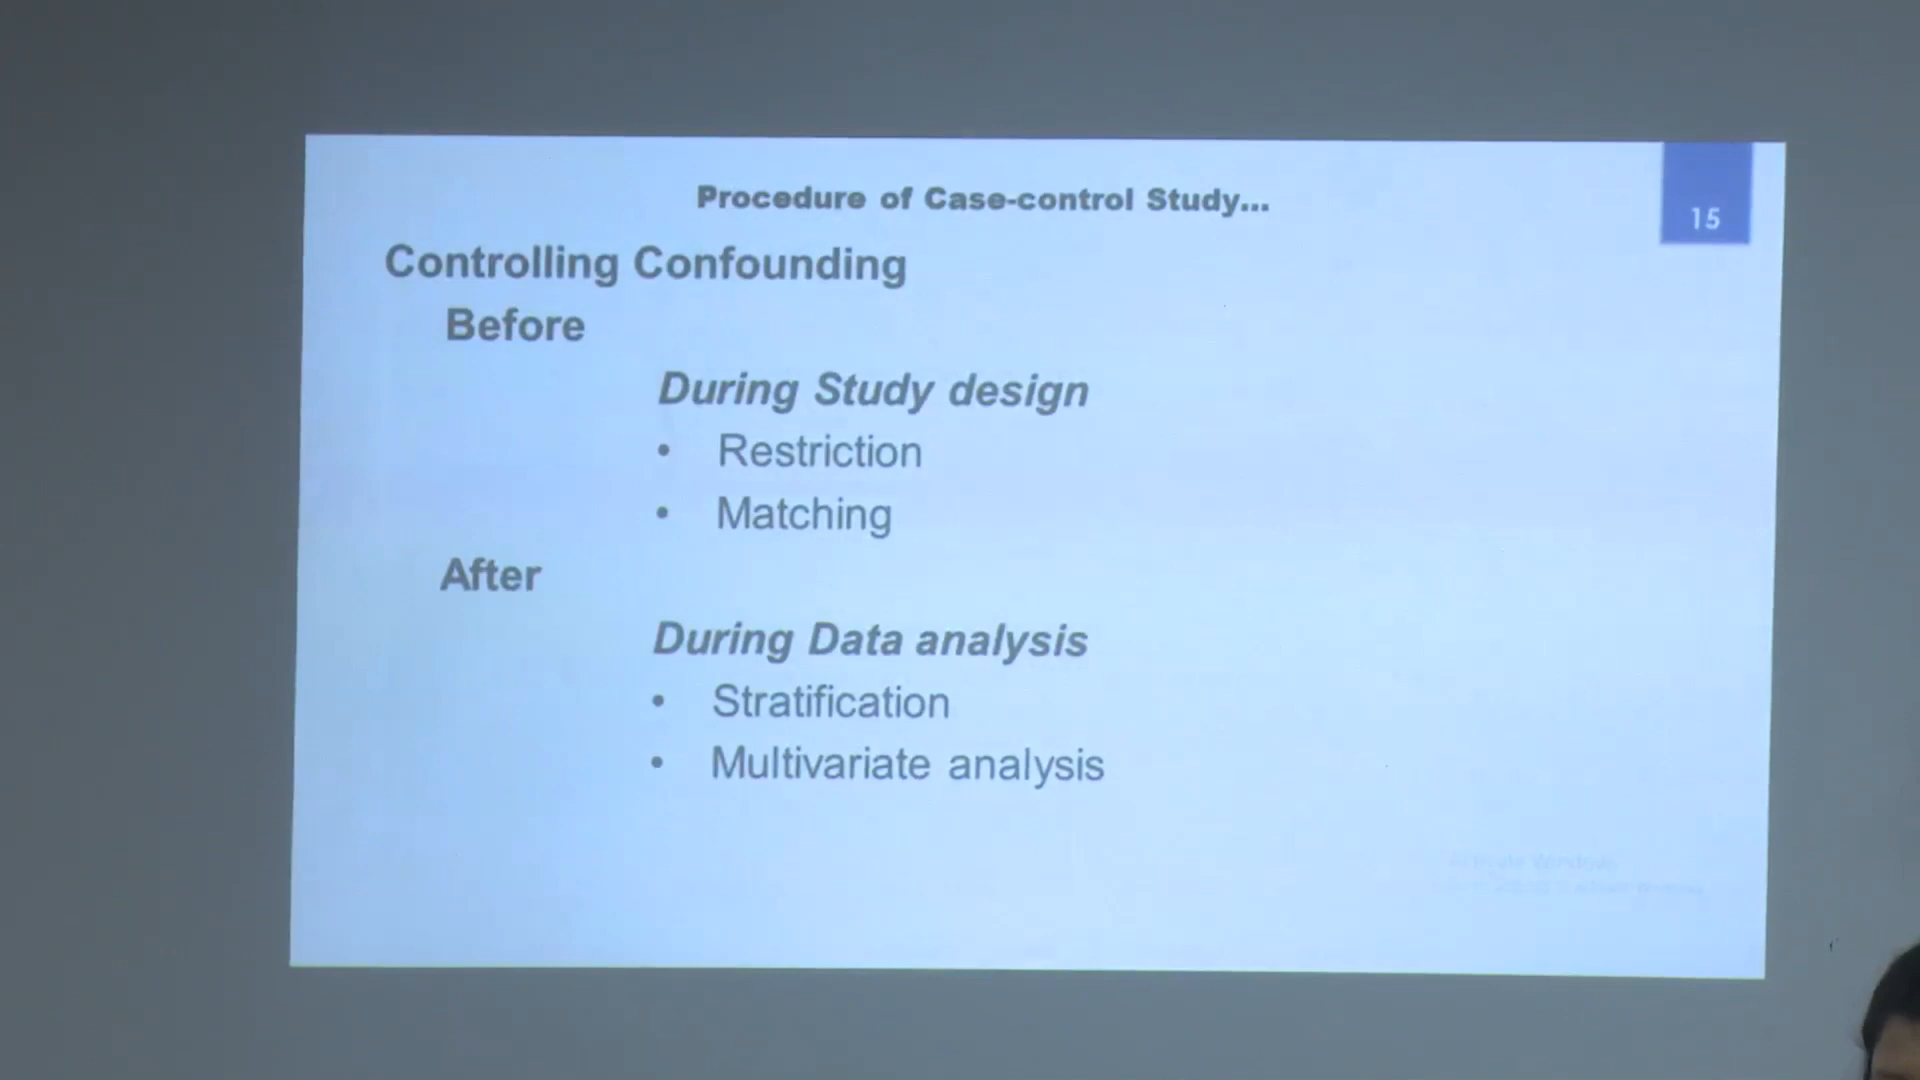 Procedure of Case-control Study...
15
Controlling Confounding
Before
During Study design
• Restriction
• Matching
After
During Data analysis
• Stratification
• Multivariate analysis